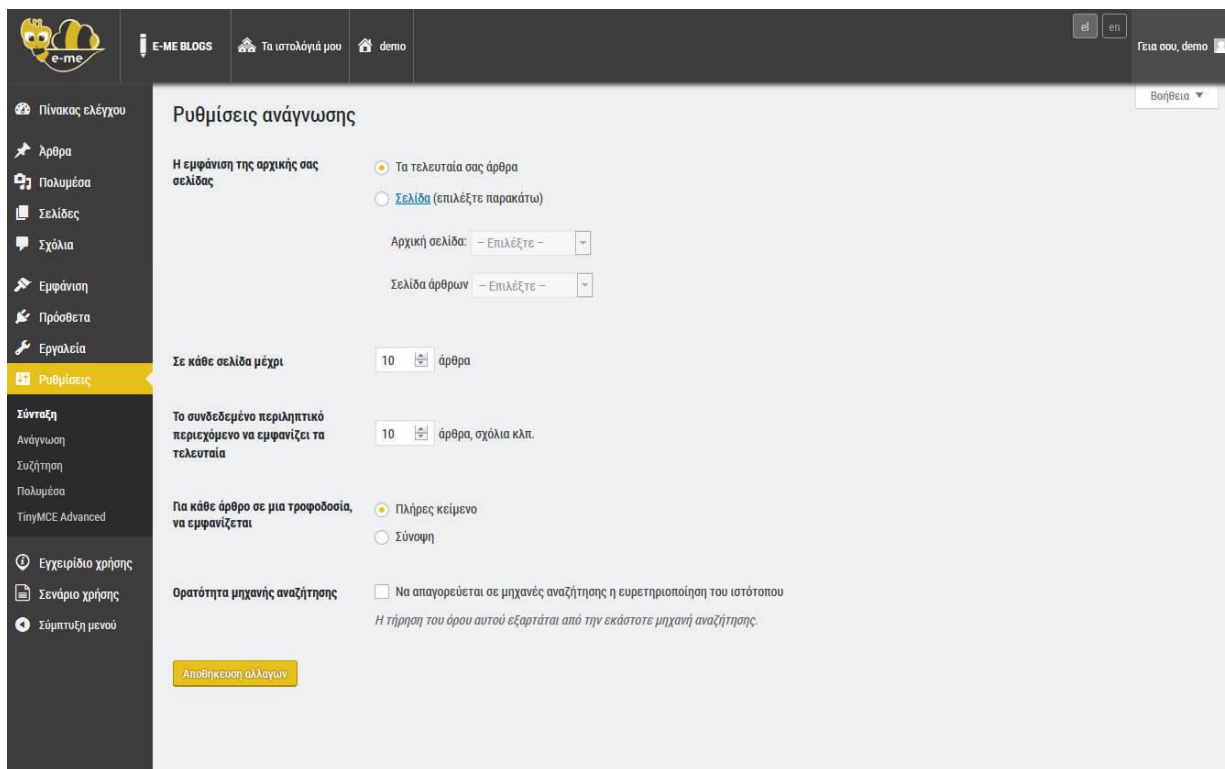 e-me
E-ME BLOGS
Τα ιστολόγιά μου
demo
el
en
Γεια σου, demo
Βοήθεια
Πίνακας ελέγχου
Άρθρα
Πολυμέσα
Σελίδες
Σχόλια
Εμφάνιση
Πρόσθετα
Εργαλεία
Ρυθμίσεις
Σύνταξη
Ανάγνωση
Συζήτηση
Πολυμέσα
TinyMCE Advanced
Εγχειρίδιο χρήσης
Σενάριο χρήσης
Σύμπτυξη μενού
Ρυθμίσεις ανάγνωσης
Η εμφάνιση της αρχικής σας
σελίδας
Τα τελευταία σας άρθρα
Σελίδα (επιλέξτε παρακάτω)
Αρχική σελίδα: – Επιλέξτε –
Σελίδα άρθρων – Επιλέξτε –
Σε κάθε σελίδα μέχρι
10 άρθρα
Το συνδεδεμένο περιληπτικό
περιεχόμενο να εμφανίζει τα
τελευταία
10 άρθρα, σχόλια κλπ.
Για κάθε άρθρο σε μια τροφοδοσία,
να εμφανίζεται
Πλήρες κείμενο
Σύνοψη
Ορατότητα μηχανής αναζήτησης
Να απαγορεύεται σε μηχανές αναζήτησης η ευρετηριοποίηση του ιστότοπου
Η τήρηση του όρου αυτού εξαρτάται από την εκάστοτε μηχανή αναζήτησης.
Αποθήκευση αλλαγών